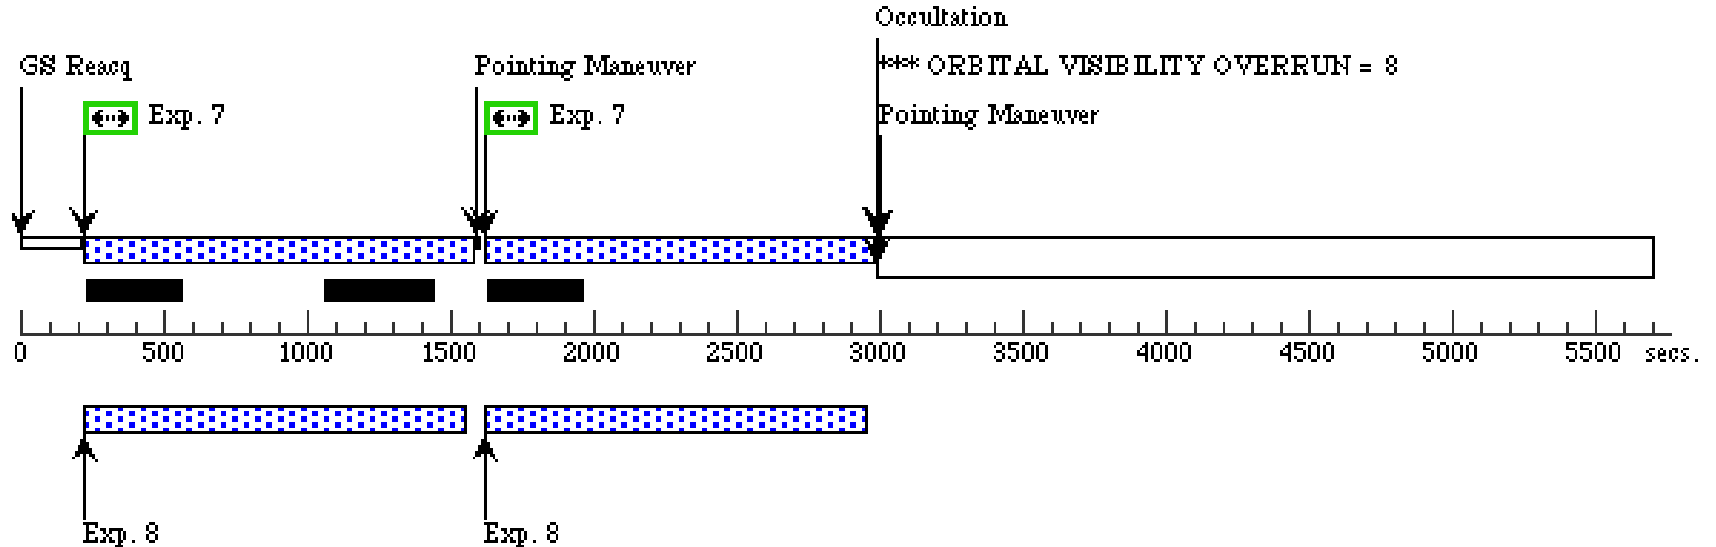 Occultation
GS Reacq
Pointing Maneuver
*** ORBITAL VISIBILITY OVERRUN = 8
Exp. 7
Exp. 7
Pointing Maneuver
0 500 1000 1500 2000 2500 3000 3500 4000 4500 5000 5500 secs.
Exp. 8
Exp. 8